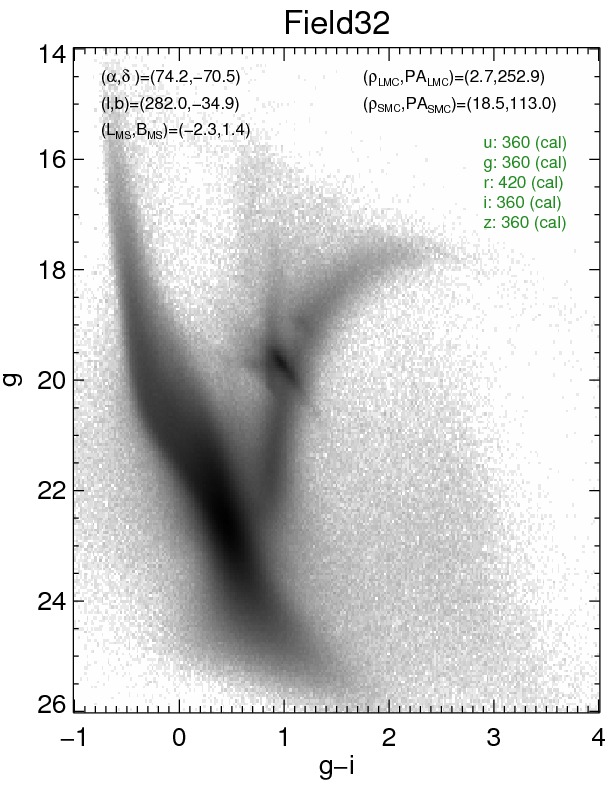 Field32
(α,δ )=(74.2,−70.5)
(l,b)=(282.0,−34.9)
(LMS,BMS)=(−2.3,1.4)
(ρLMC,PALMC)=(2.7,252.9)
(ρSMC,PASMC)=(18.5,113.0)
u: 360 (cal)
g: 360 (cal)
r: 420 (cal)
i: 360 (cal)
z: 360 (cal)
14
16
18
20
22
24
26
g
−1 0 1 2 3 4
g−i